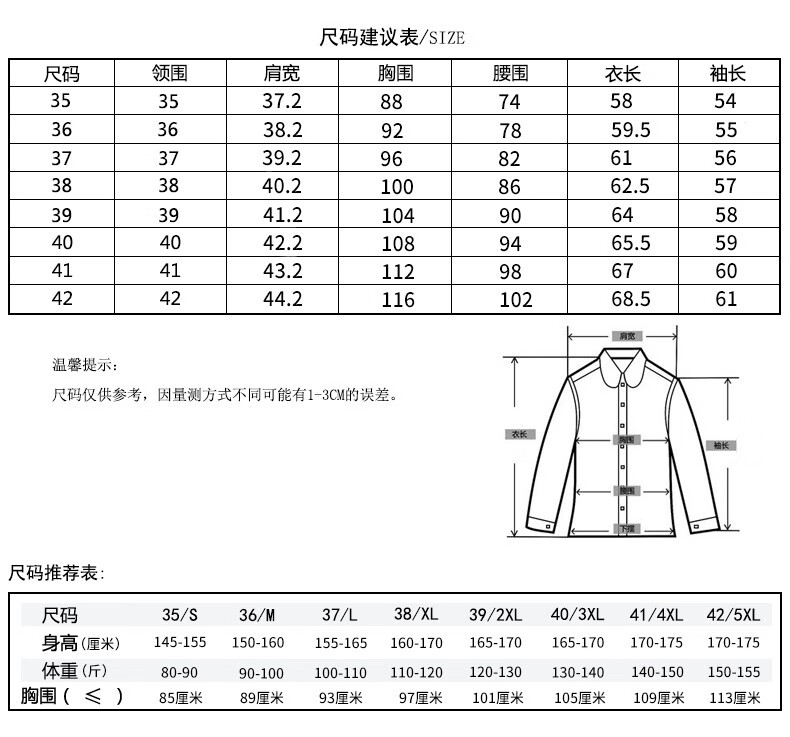 尺码建议表/SIZE
尺码 领围 肩宽 胸围 腰围 衣长 袖长
35 35 37.2 88 74 58 54
36 36 38.2 92 78 59.5 55
37 37 39.2 96 82 61 56
38 38 40.2 100 86 62.5 57
39 39 41.2 104 90 64 58
40 40 42.2 108 94 65.5 59
41 41 43.2 112 98 67 60
42 42 44.2 116 102 68.5 61
温馨提示:
尺码仅供参考，因量测方式不同可能有1-3CM的误差。
肩宽
衣长
胸围
袖长
腰围
下摆
尺码推荐表:
尺码 35/S 36/M 37/L 38/XL 39/2XL 40/3XL 41/4XL 42/5XL
身高(厘米) 145-155 150-160 155-165 160-170 165-170 165-170 170-175 170-175
体重(斤) 80-90 90-100 100-110 110-120 120-130 130-140 140-150 150-155
胸围( ≤ ) 85厘米 89厘米 93厘米 97厘米 101厘米 105厘米 109厘米 113厘米